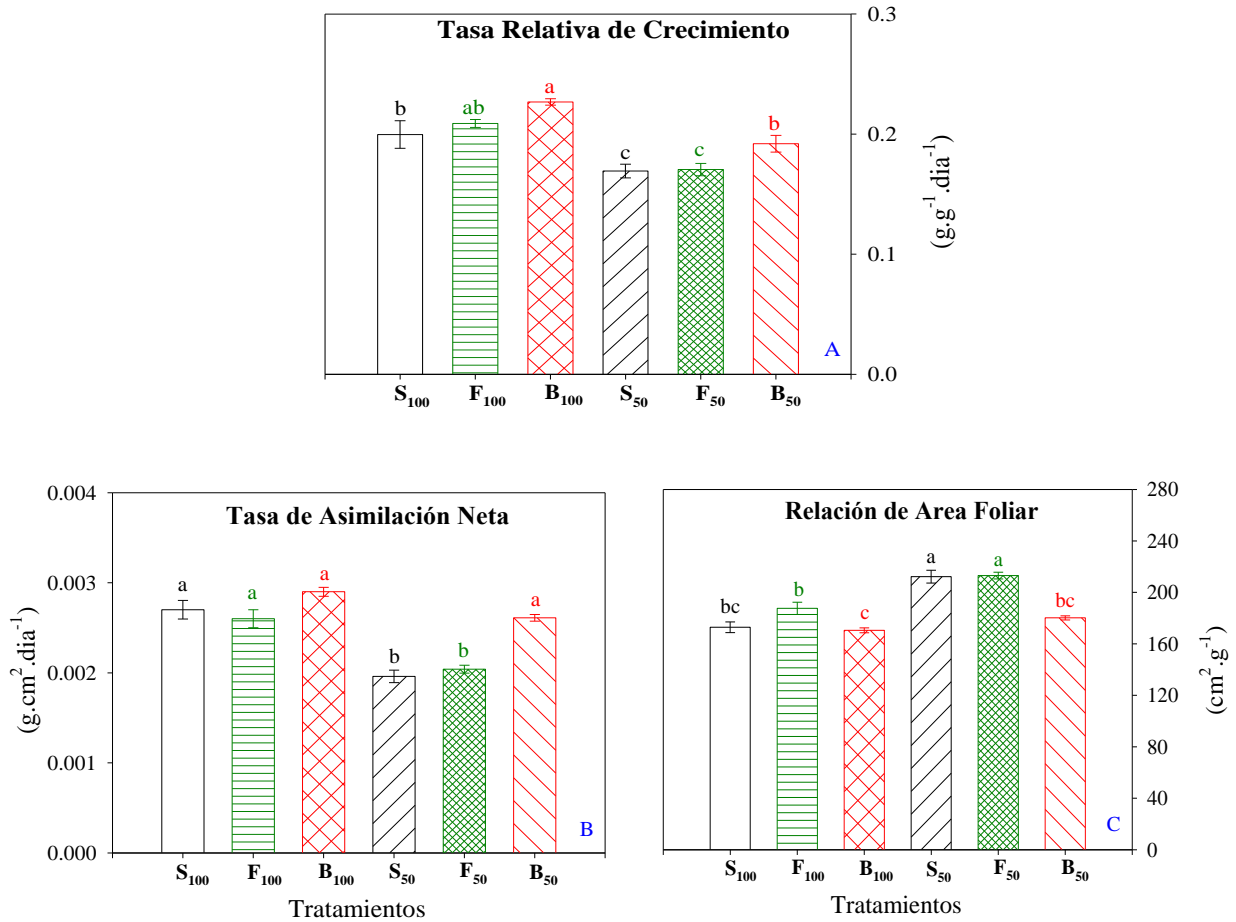 Tasa Relativa de Crecimiento
0.3
0.2
0.1
0.0
(g.g⁻¹.dia⁻¹)
b ab a c c b
A
S₁₀₀ F₁₀₀ B₁₀₀ S₅₀ F₅₀ B₅₀
Tasa de Asimilación Neta
0.004
0.003
0.002
0.001
0.000
(g.cm².dia⁻¹)
a a a b b a
B
S₁₀₀ F₁₀₀ B₁₀₀ S₅₀ F₅₀ B₅₀
Tratamientos
Relación de Area Foliar
280
240
200
160
120
80
40
0
(cm².g⁻¹)
bc b c a a bc
C
S₁₀₀ F₁₀₀ B₁₀₀ S₅₀ F₅₀ B₅₀
Tratamientos